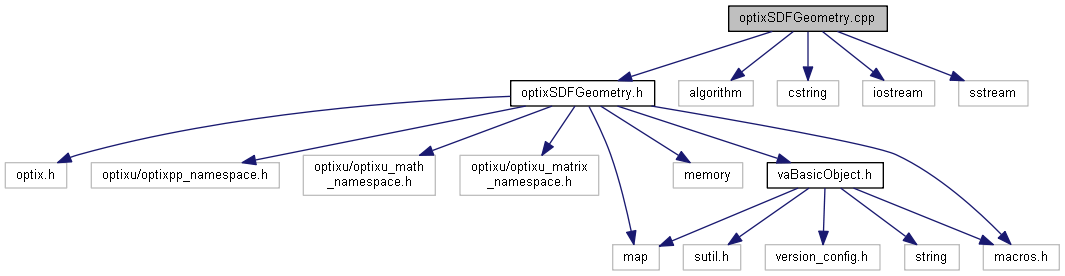 optixSDFGeometry.cpp
optixSDFGeometry.h
algorithm
cstring
iostream
sstream
optix.h
optixu/optixpp_namespace.h
optixu/optixu_math
_namespace.h
optixu/optixu_matrix
_namespace.h
memory
vaBasicObject.h
map
sutil.h
version_config.h
string
macros.h